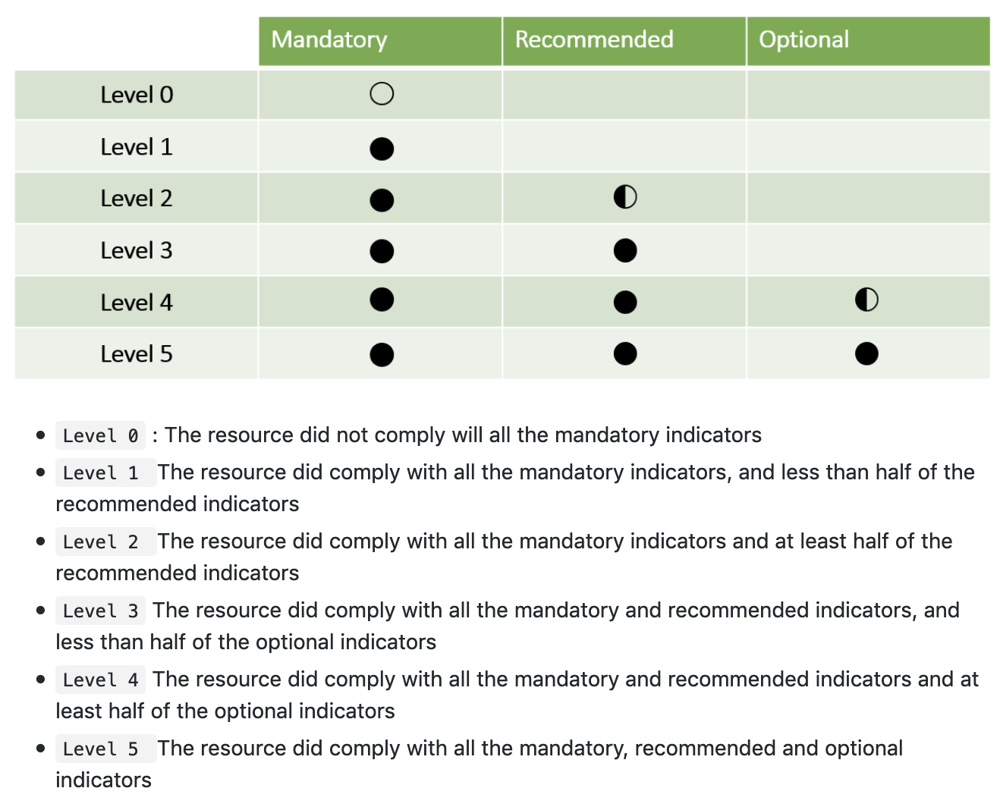 Mandatory Recommended Optional
Level 0
Level 1
Level 2
Level 3
Level 4
Level 5
Level 0 : The resource did not comply will all the mandatory indicators
Level 1 The resource did comply with all the mandatory indicators, and less than half of the
recommended indicators
Level 2 The resource did comply with all the mandatory indicators and at least half of the
recommended indicators
Level 3 The resource did comply with all the mandatory and recommended indicators, and
less than half of the optional indicators
Level 4 The resource did comply with all the mandatory and recommended indicators and at
least half of the optional indicators
Level 5 The resource did comply with all the mandatory, recommended and optional
indicators